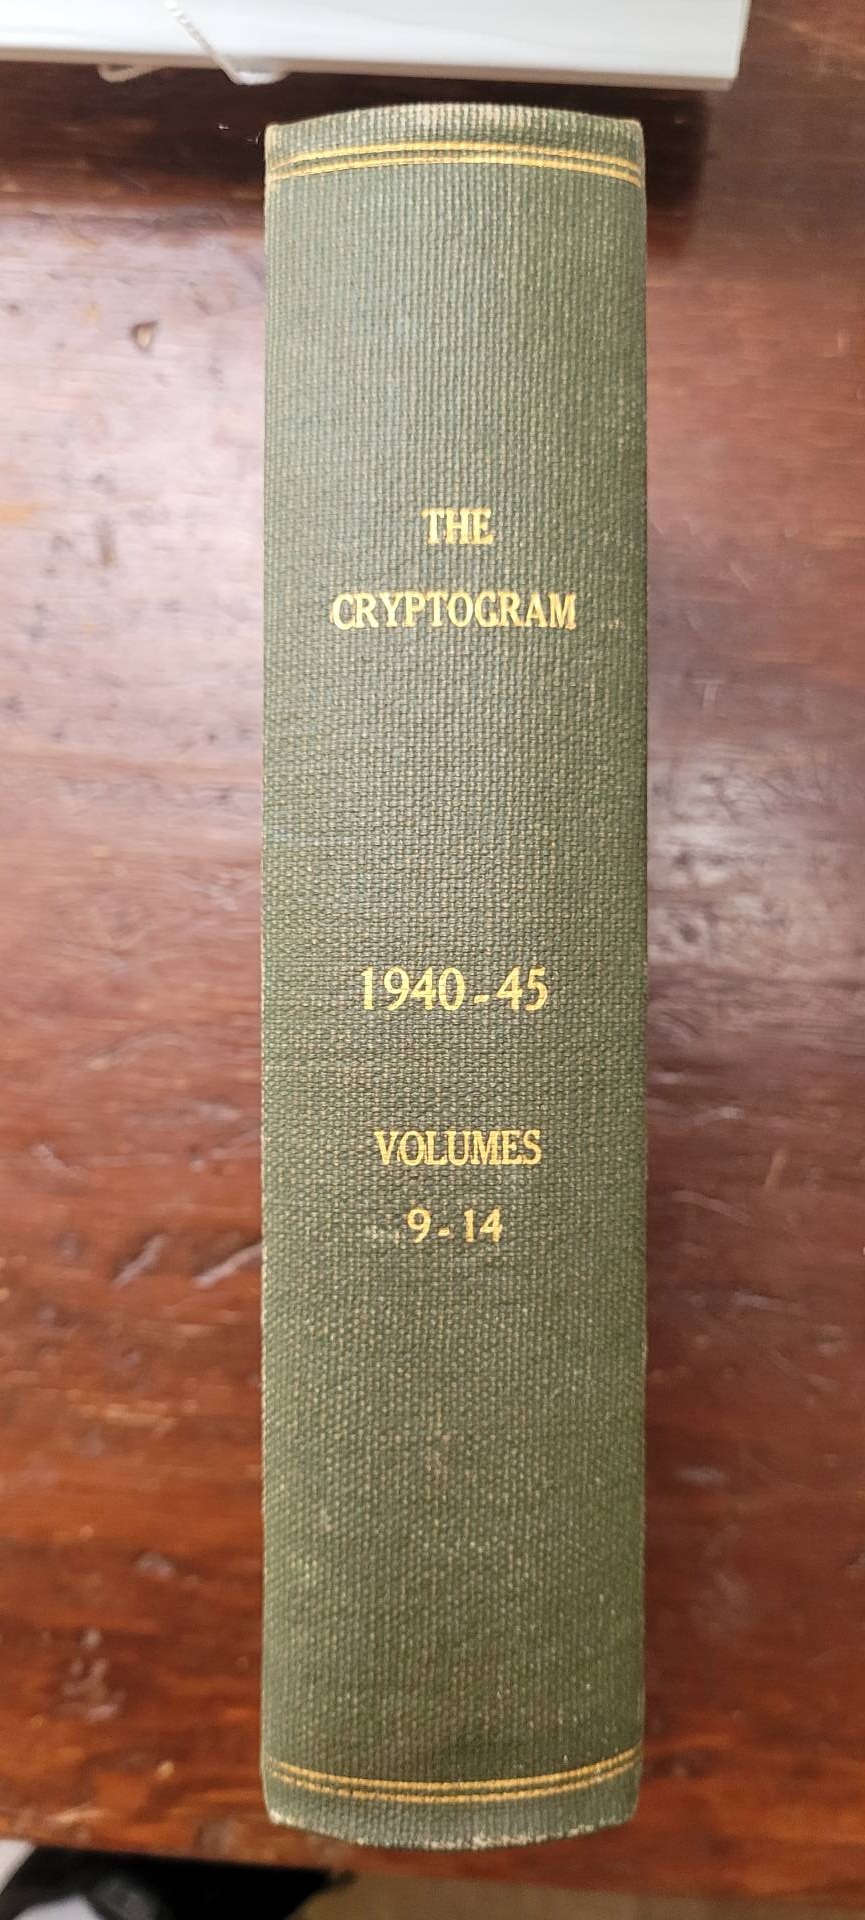 THE
CRYPTOGRAM
1940-45
VOLUMES
9-14